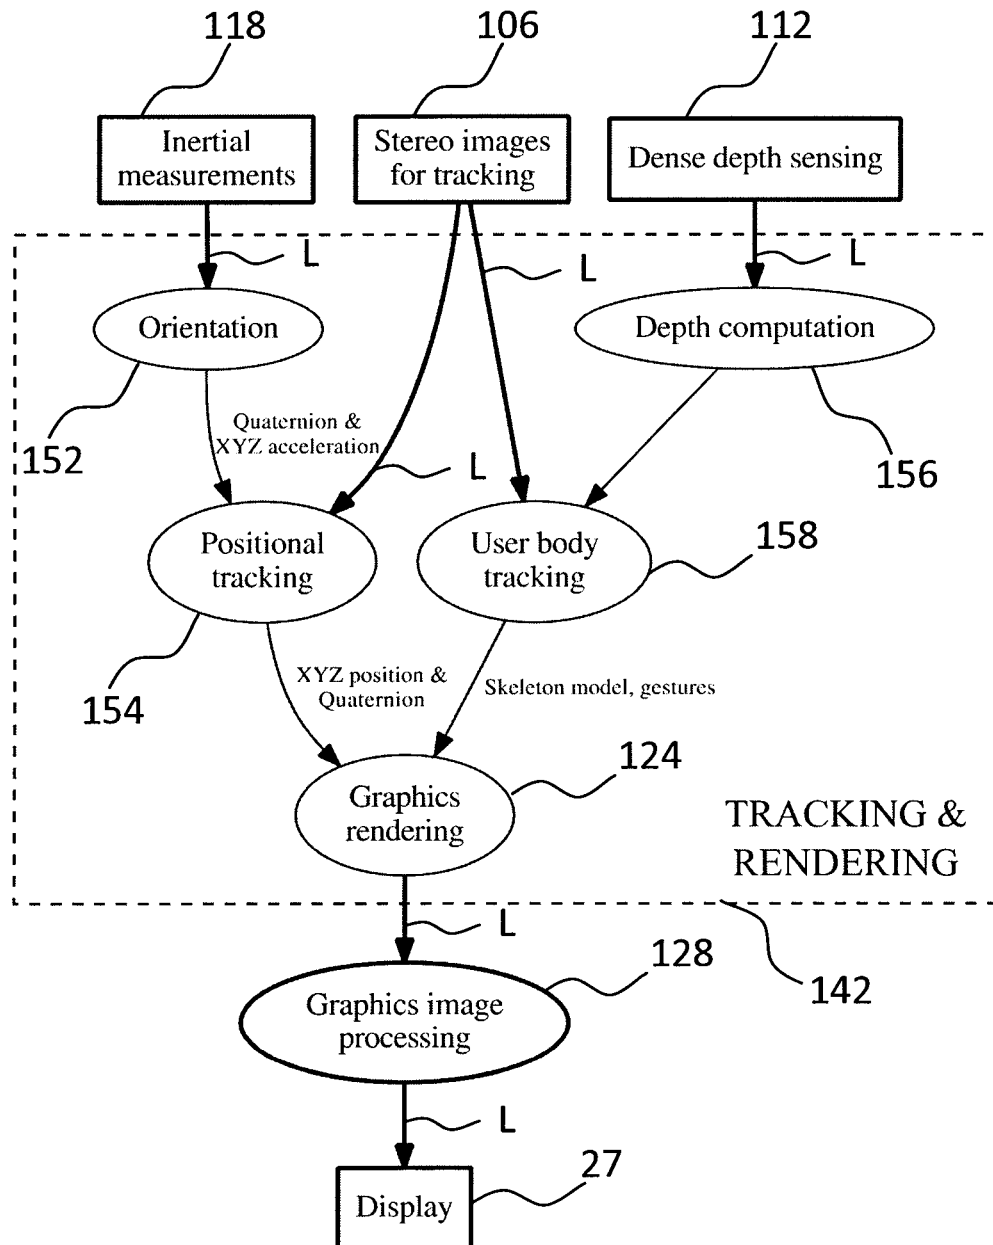 118
106
112
Inertial
measurements
Stereo images
for tracking
Dense depth sensing
L
L
L
Orientation
Depth computation
152
Quaternion &
XYZ acceleration
L
156
Positional
tracking
User body
tracking
158
154
XYZ position &
Quaternion
Skeleton model, gestures
124
Graphics
rendering
TRACKING &
RENDERING
L
128
142
Graphics image
processing
L
27
Display